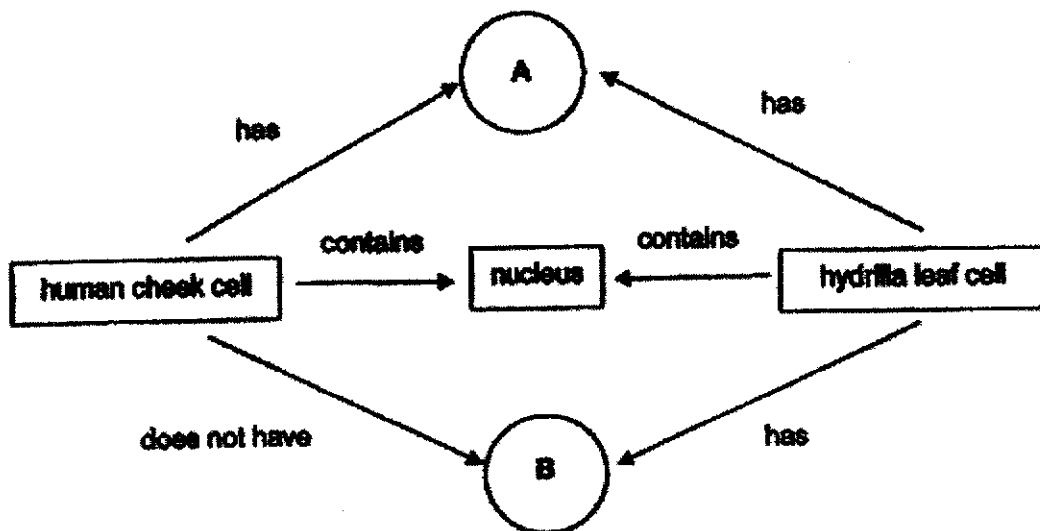 A
has
has
contains
contains
human cheek cell
nucleus
hydrilla leaf cell
does not have
has
B